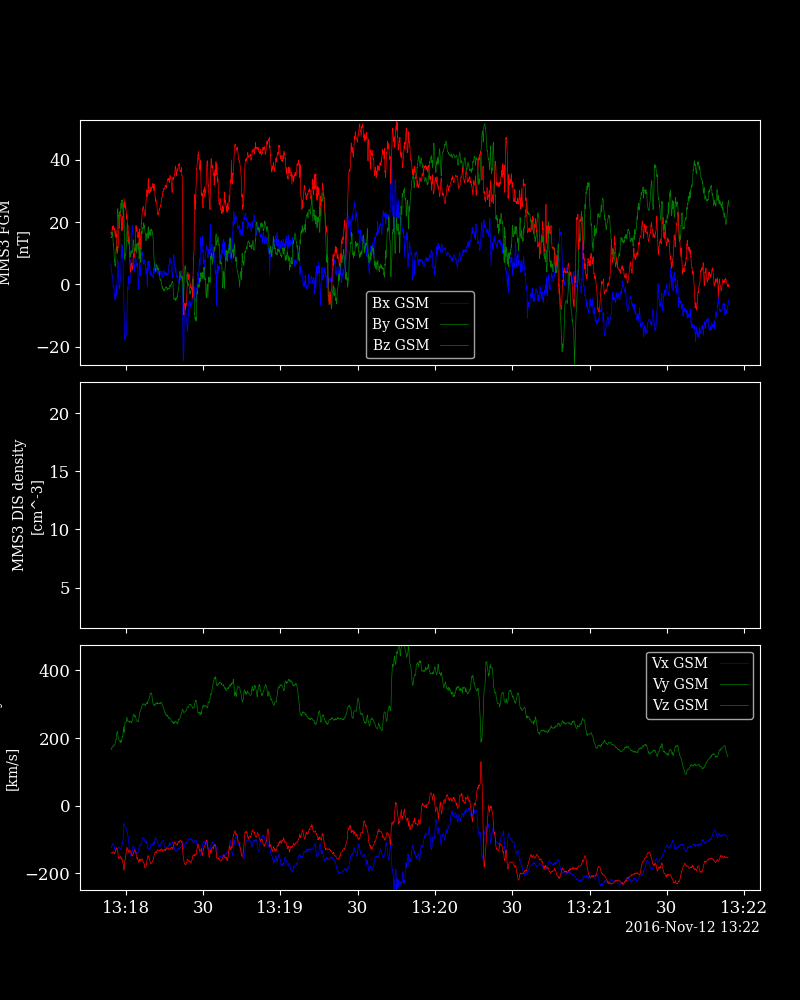 40
20
0
−20
MMS3 FGM
[nT]
Bx GSM
By GSM
Bz GSM
20
15
10
5
MMS3 DIS density
[cm^-3]
400
200
0
−200
[km/s]
Vx GSM
Vy GSM
Vz GSM
13:18 30 13:19 30 13:20 30 13:21 30 13:22
2016-Nov-12 13:22